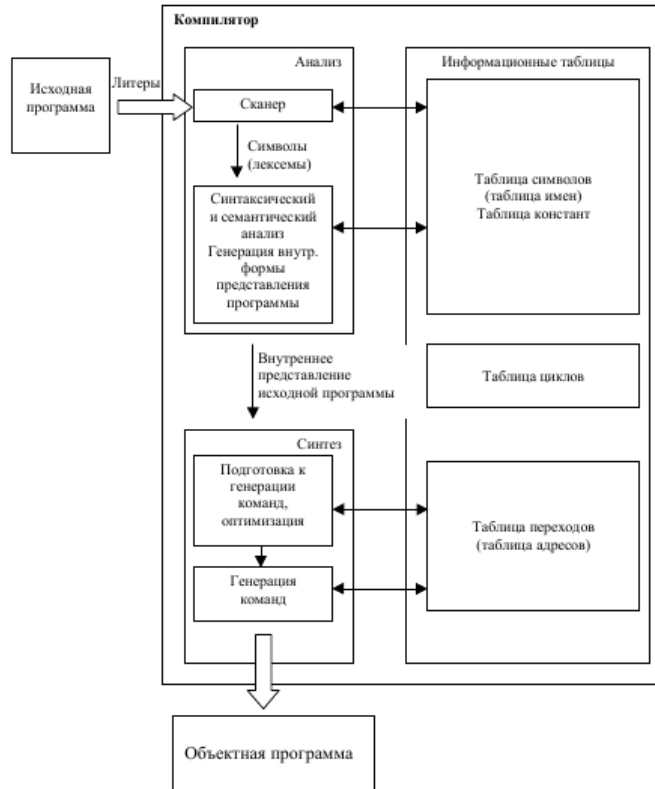 Компилятор
Анализ
Информационные таблицы
Исходная
программа
Литеры
Сканер
Символы
(лексемы)
Таблица символов
(таблица имен)
Таблица констант
Синтаксический
и семантический
анализ
Генерация внутр.
формы
представления
программы
Внутреннее
представление
исходной программы
Таблица циклов
Синтез
Подготовка к
генерации
команд,
оптимизация
Таблица переходов
(таблица адресов)
Генерация
команд
Объектная программа